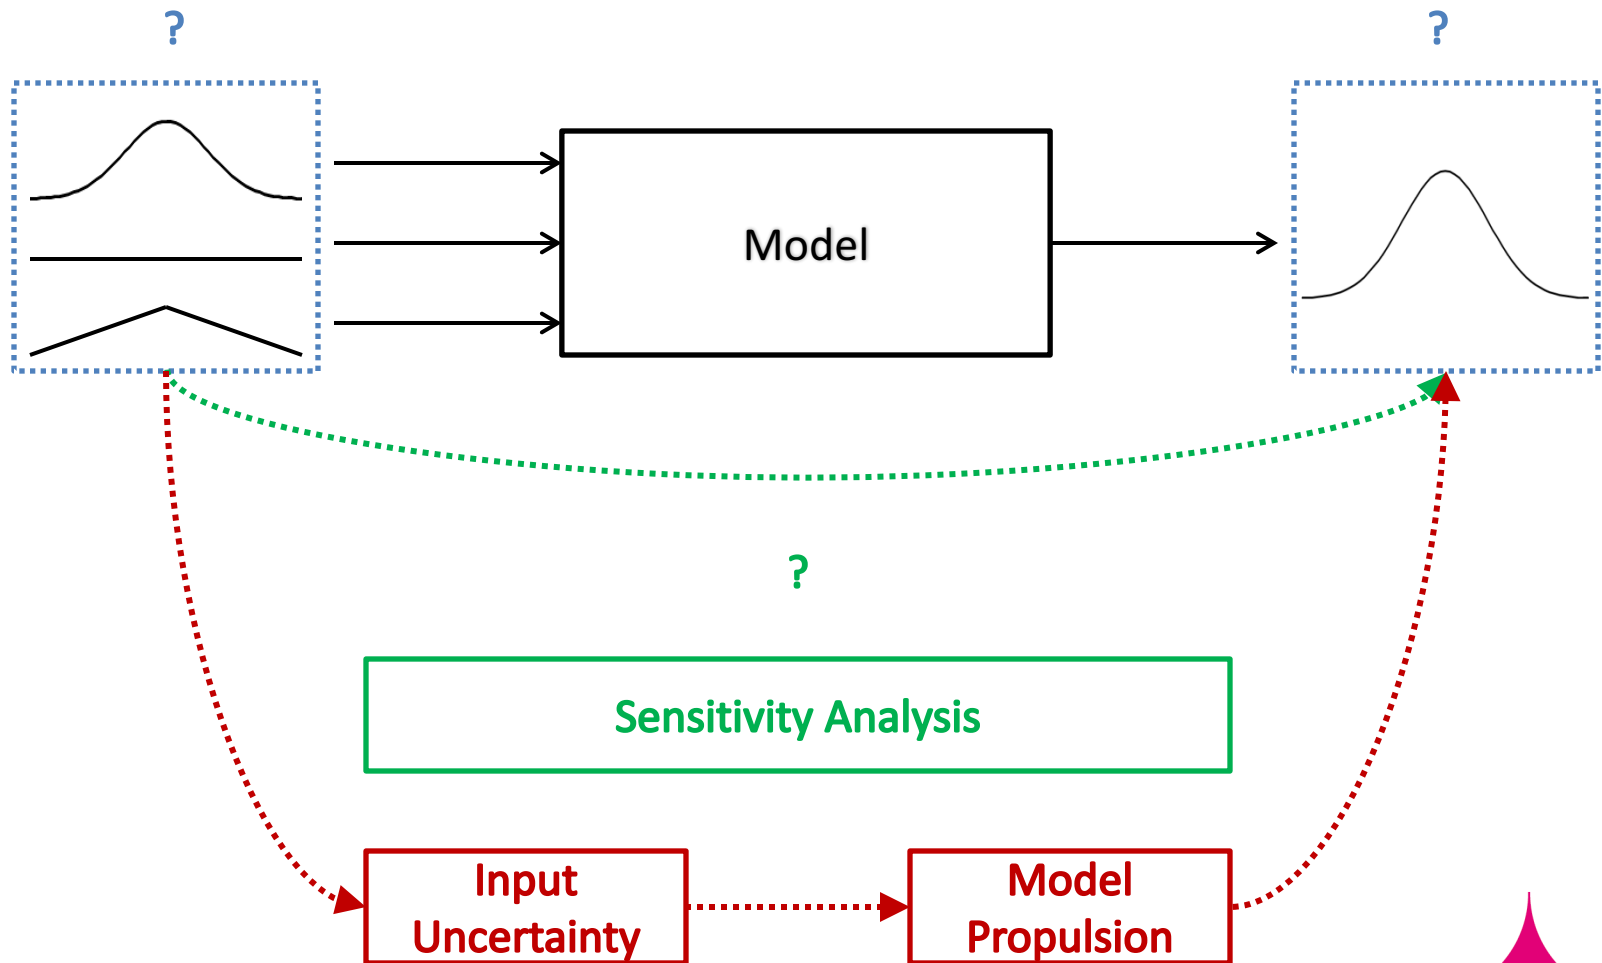 ?
?
Model
?
Sensitivity Analysis
Input
Uncertainty
Model
Propulsion